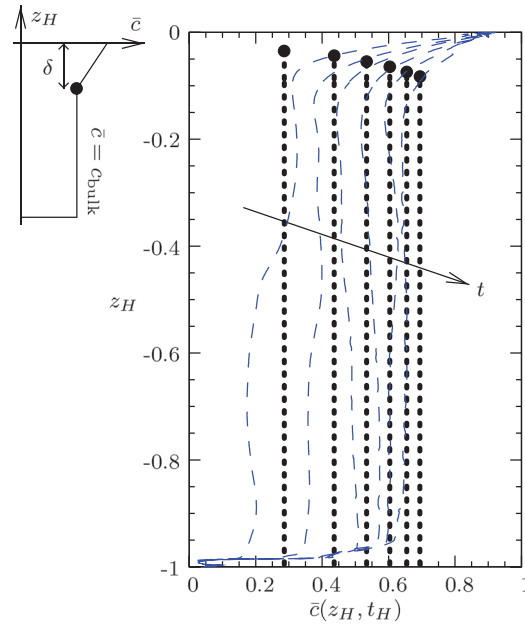 z_H
c̄
δ
c̄ = c_bulk
0
-0.2
-0.4
z_H
t
-0.6
-0.8
-1
0 0.2 0.4 0.6 0.8 1
c̄(z_H, t_H)